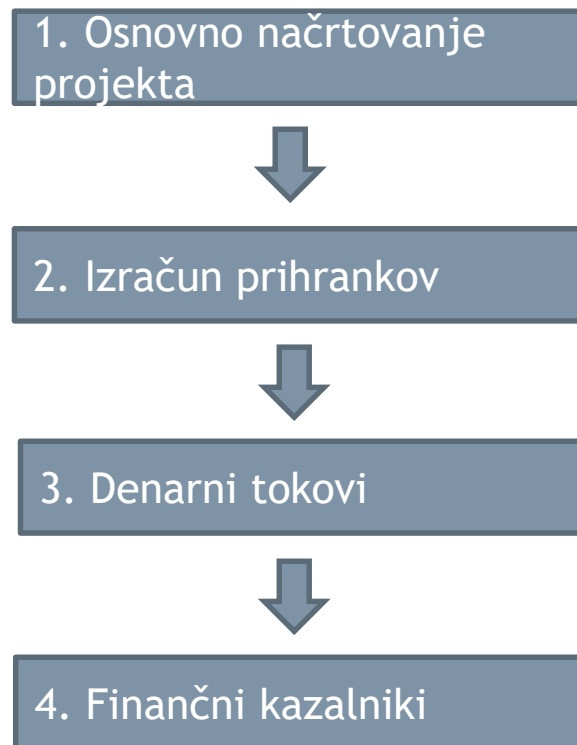 1. Osnovno načrtovanje
projekta
2. Izračun prihrankov
3. Denarni tokovi
4. Finančni kazalniki